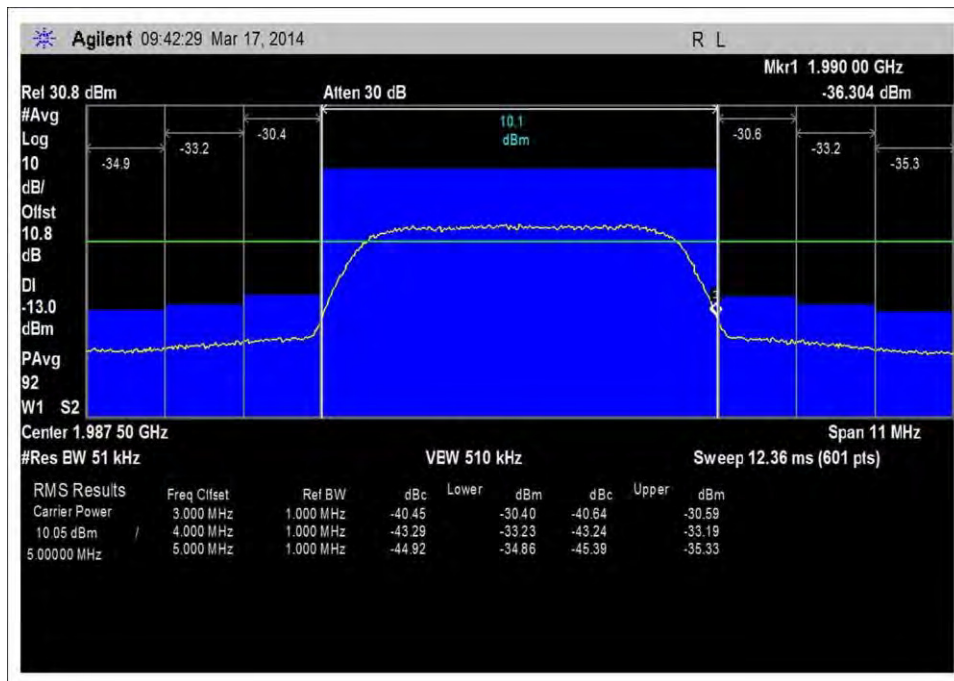 Agilent 09:42:29 Mar 17, 2014 R L
Mkr1 1.990 00 GHz
Ref 30.8 dBm Atten 30 dB -36.304 dBm
#Avg
Log
10
dB/
Offst
10.8
dB
DI
-13.0
dBm
PAvg
92
W1 S2
-34.9 -33.2 -30.4 10.1 dBm -30.6 -33.2 -35.3
1
Center 1.987 50 GHz Span 11 MHz
#Res BW 51 kHz VBW 510 kHz Sweep 12.36 ms (601 pts)
RMS Results Freq Offset Ref BW dBc Lower dBm dBc Upper dBm
Carrier Power 3.000 MHz 1.000 MHz -40.45 -30.40 -40.64 -30.59
10.05 dBm / 4.000 MHz 1.000 MHz -43.29 -33.23 -43.24 -33.19
5.00000 MHz 5.000 MHz 1.000 MHz -44.92 -34.86 -45.39 -35.33